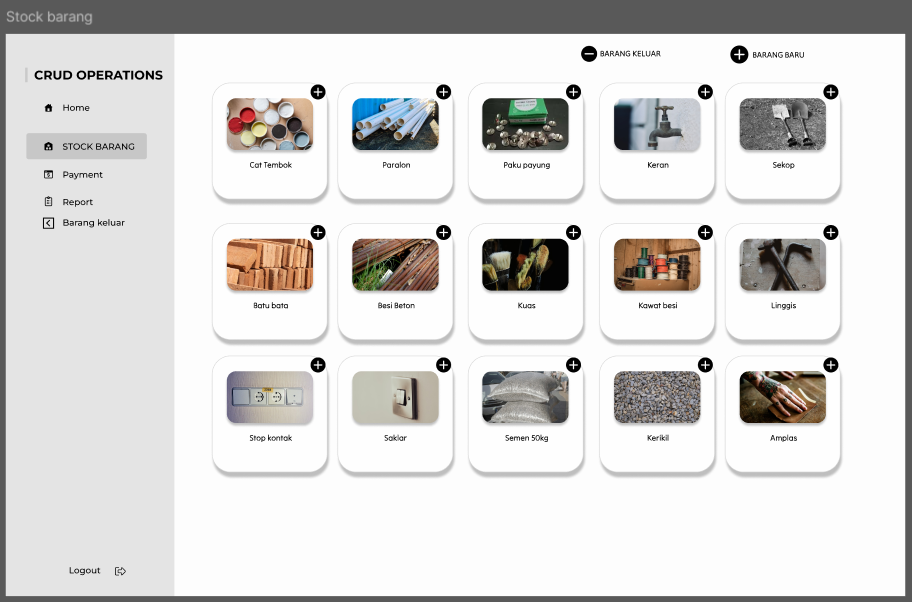 Stock barang
CRUD OPERATIONS
Home
STOCK BARANG
Payment
Report
Barang keluar
Logout
BARANG KELUAR
BARANG BARU
Cat Tembok
Paralon
Paku payung
Keran
Sekop
Batu bata
Besi Beton
Kuas
Kawat besi
Linggis
Stop kontak
Saklar
Semen 50kg
Kerikil
Amplas